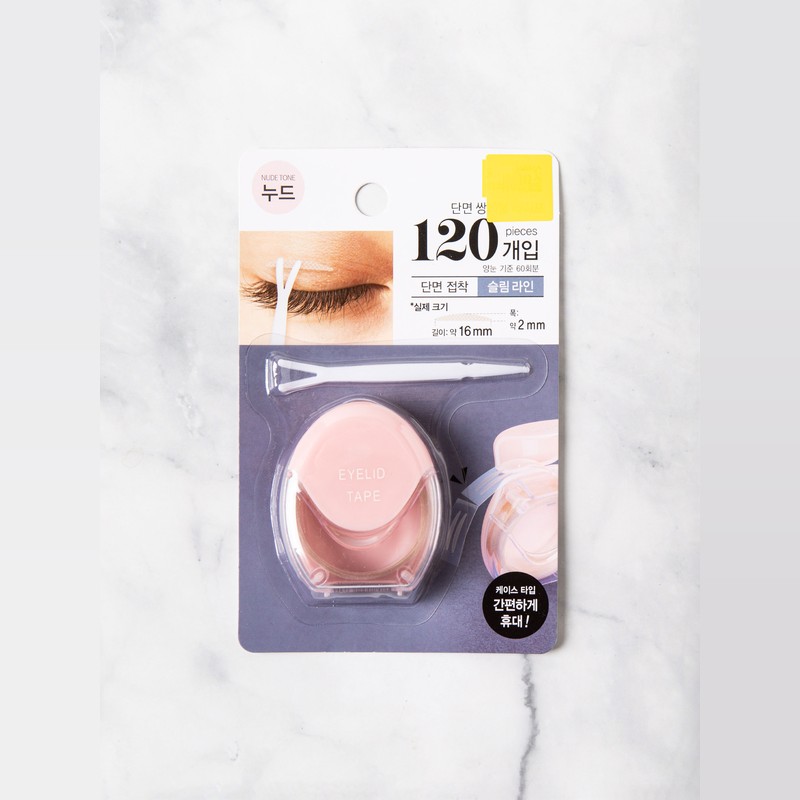 NUDE TONE
누드
단면 쌍
120 pieces 개입
양눈 기준 60회분
단면 접착 슬림 라인
*실제 크기
폭:
약 2mm
길이: 약 16mm
EYELID
TAPE
케이스 타입
간편하게
휴대!